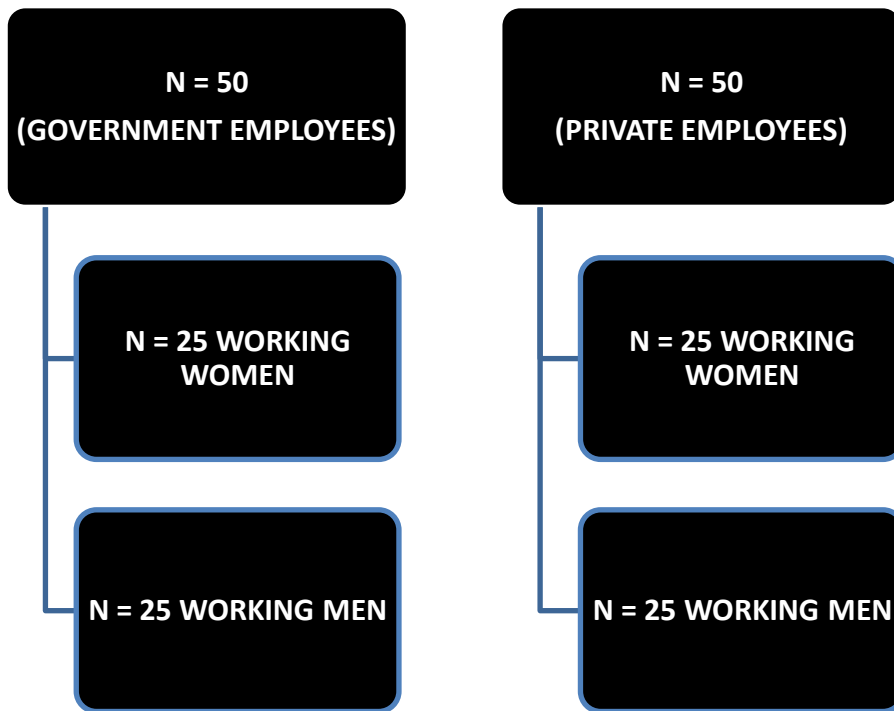 N = 50
(GOVERNMENT EMPLOYEES)
N = 25 WORKING
WOMEN
N = 25 WORKING MEN
N = 50
(PRIVATE EMPLOYEES)
N = 25 WORKING
WOMEN
N = 25 WORKING MEN